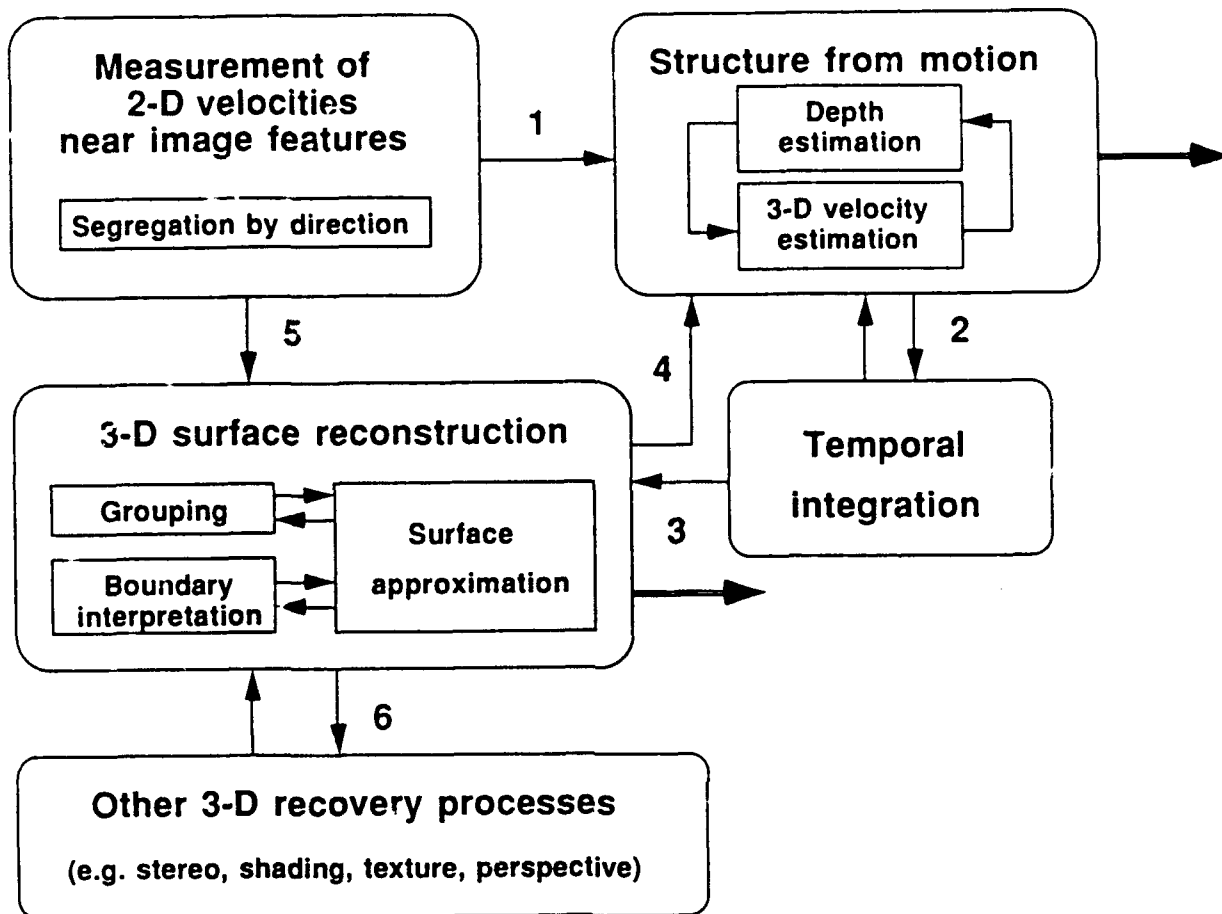 Measurement of
2-D velocities
near image features
Segregation by direction
1
Structure from motion
Depth
estimation
3-D velocity
estimation
2
5
4
3-D surface reconstruction
Grouping
Boundary
interpretation
Surface
approximation
Temporal
integration
3
6
Other 3-D recovery processes
(e.g. stereo, shading, texture, perspective)